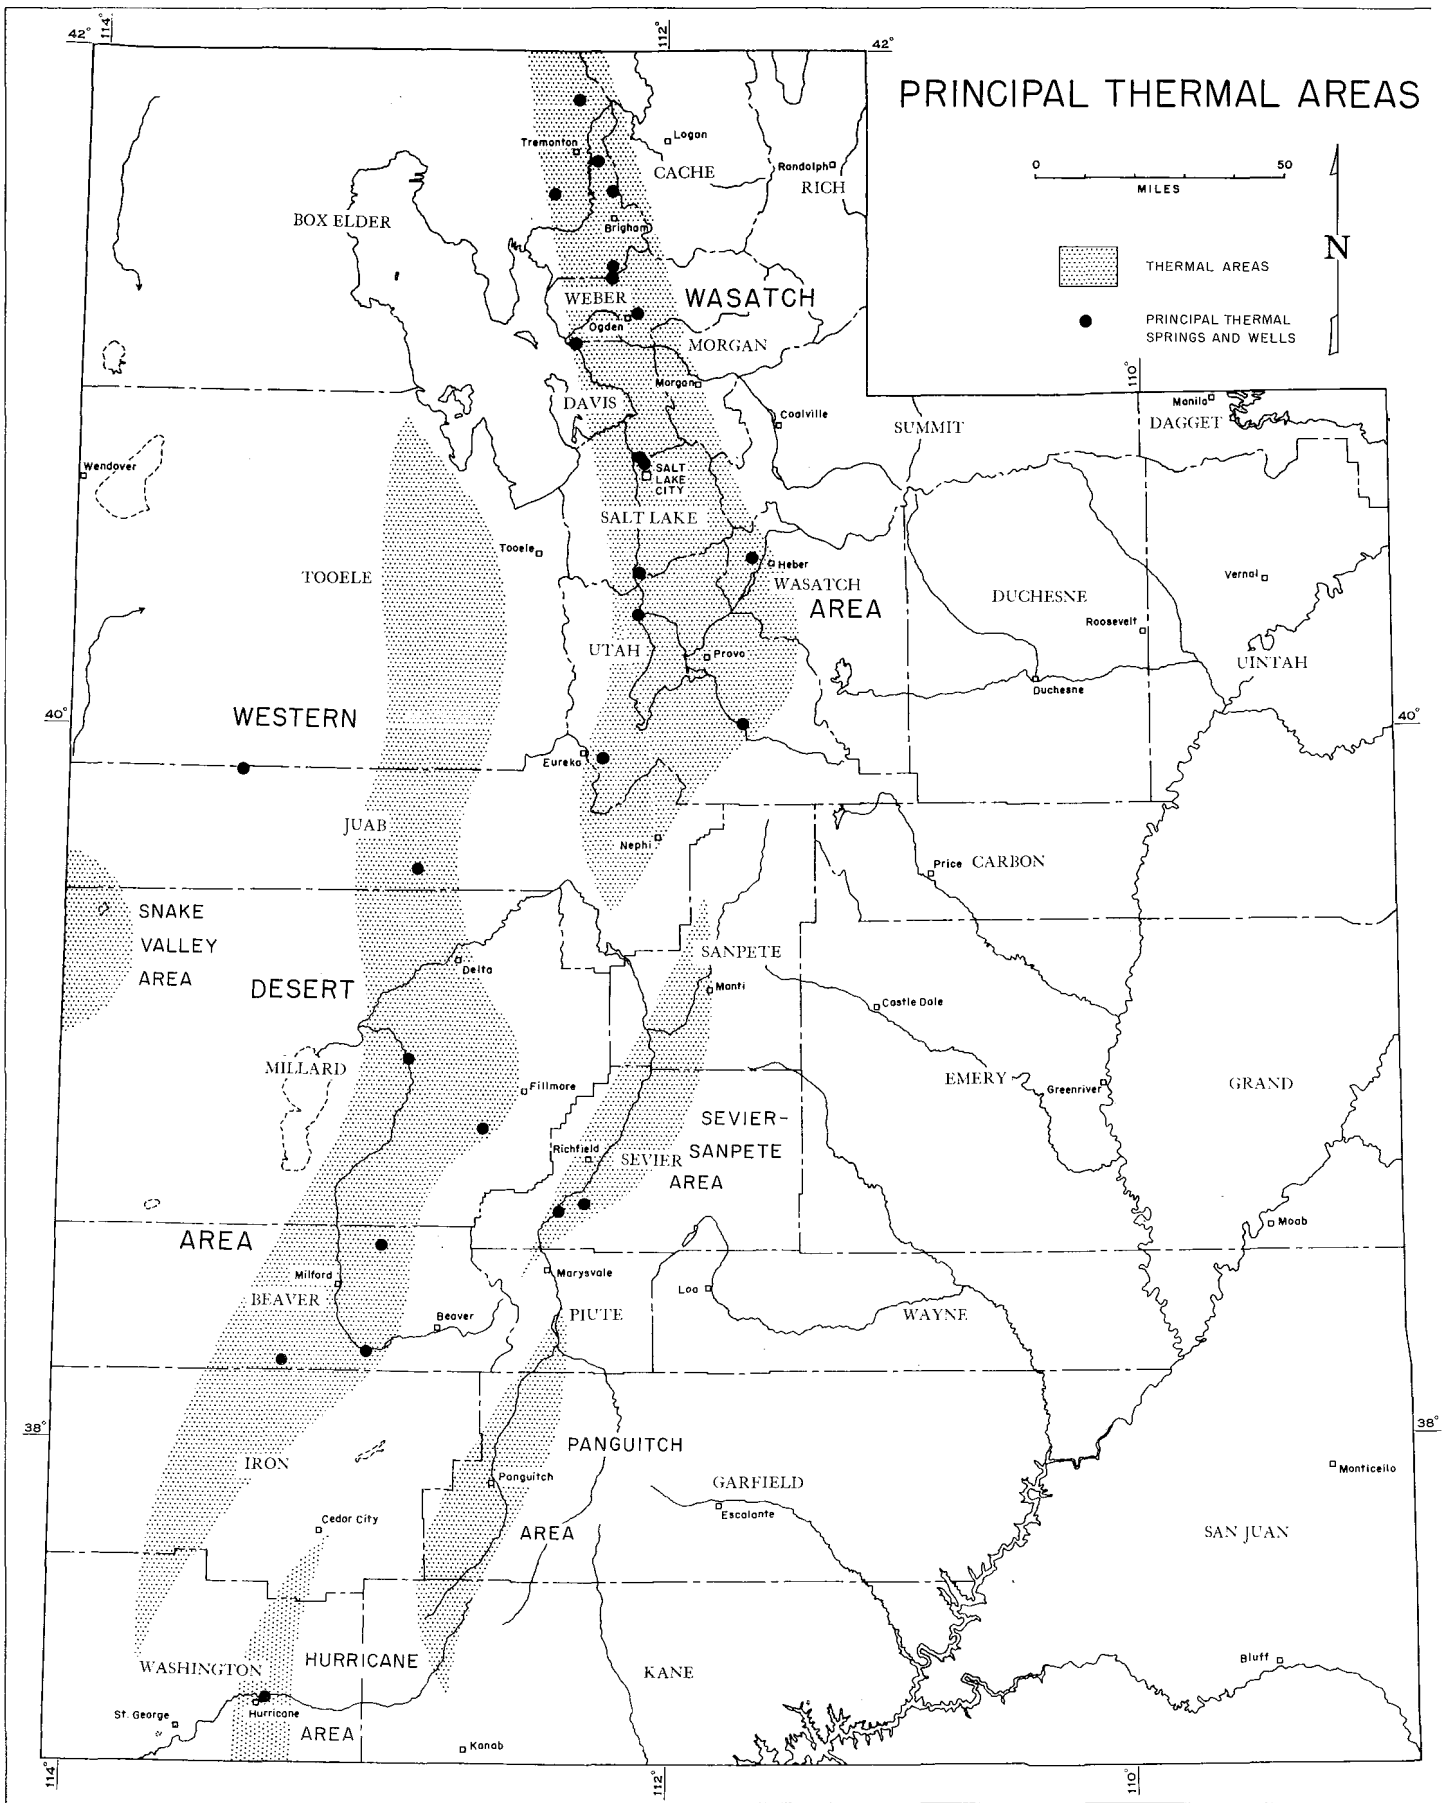 114°
42°
112°
42°
PRINCIPAL THERMAL AREAS
0 50
MILES
N
THERMAL AREAS
PRINCIPAL THERMAL
SPRINGS AND WELLS
Tremonton
Logan
CACHE
Randolph
RICH
BOX ELDER
Brigham
WEBER
WASATCH
Ogden
MORGAN
Morgan
DAVIS
Coalville
SUMMIT
110°
Manila
DAGGET
Wendover
SALT
LAKE
CITY
SALT LAKE
Tooele
TOOELE
Heber
WASATCH
AREA
DUCHESNE
Vernal
Roosevelt
UTAH
Provo
UINTAH
Duchesne
40°
WESTERN
40°
Eureka
JUAB
Nephi
Price
CARBON
SNAKE
VALLEY
AREA
SANPETE
Delta
DESERT
Manti
Castle Dale
MILLARD
Fillmore
EMERY
Greenriver
GRAND
SEVIER-
SANPETE
AREA
Richfield
SEVIER
Moab
AREA
Milford
Marysvale
BEAVER
Loa
Beaver
PIUTE
WAYNE
38°
38°
PANGUITCH
IRON
Panguitch
GARFIELD
Monticello
Escalante
Cedar City
AREA
SAN JUAN
WASHINGTON
HURRICANE
KANE
Bluff
St. George
Hurricane
AREA
Kanab
114°
112°
110°